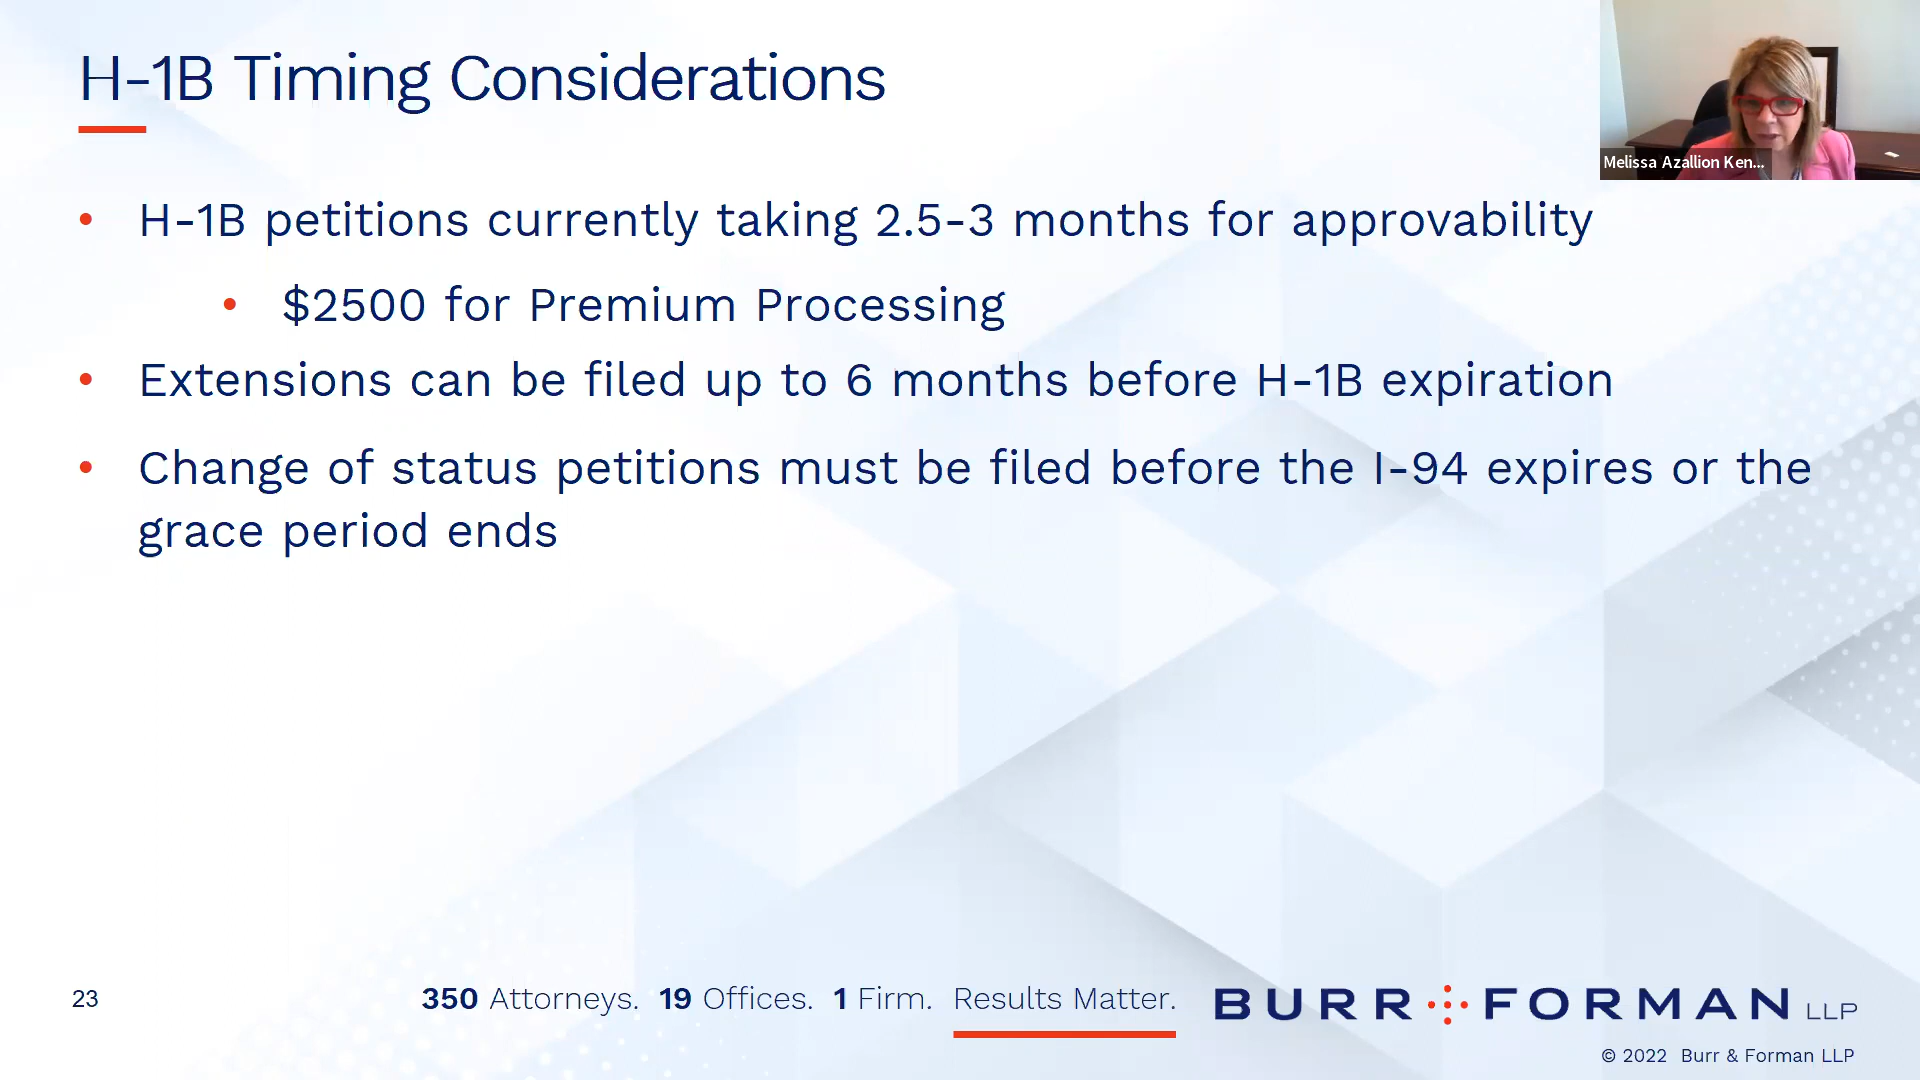 H-1B Timing Considerations
Melissa Azallion Ken...
• H-1B petitions currently taking 2.5-3 months for approvability
• $2500 for Premium Processing
• Extensions can be filed up to 6 months before H-1B expiration
• Change of status petitions must be filed before the I-94 expires or the
grace period ends
23
350 Attorneys. 19 Offices. 1 Firm. Results Matter.
BURR FORMAN LLP
© 2022 Burr & Forman LLP